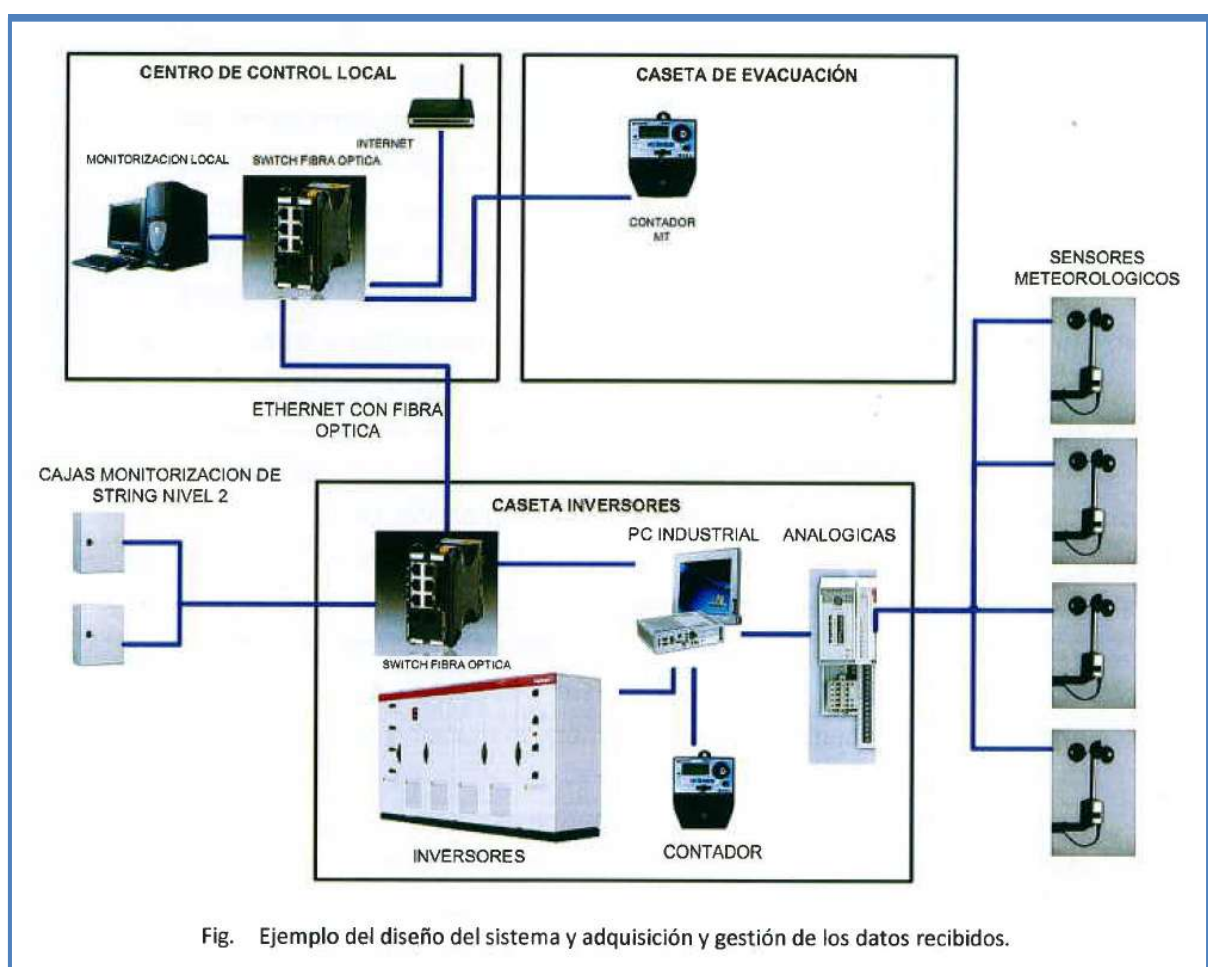 CENTRO DE CONTROL LOCAL
CASETA DE EVACUACIÓN
INTERNET
MONITORIZACION LOCAL
SWITCH FIBRA OPTICA
CONTADOR
MT
SENSORES
METEOROLOGICOS
ETHERNET CON FIBRA
OPTICA
CAJAS MONITORIZACION DE
STRING NIVEL 2
CASETA INVERSORES
PC INDUSTRIAL
ANALOGICAS
SWITCH FIBRA OPTICA
INVERSORES
CONTADOR
Fig. Ejemplo del diseño del sistema y adquisición y gestión de los datos recibidos.